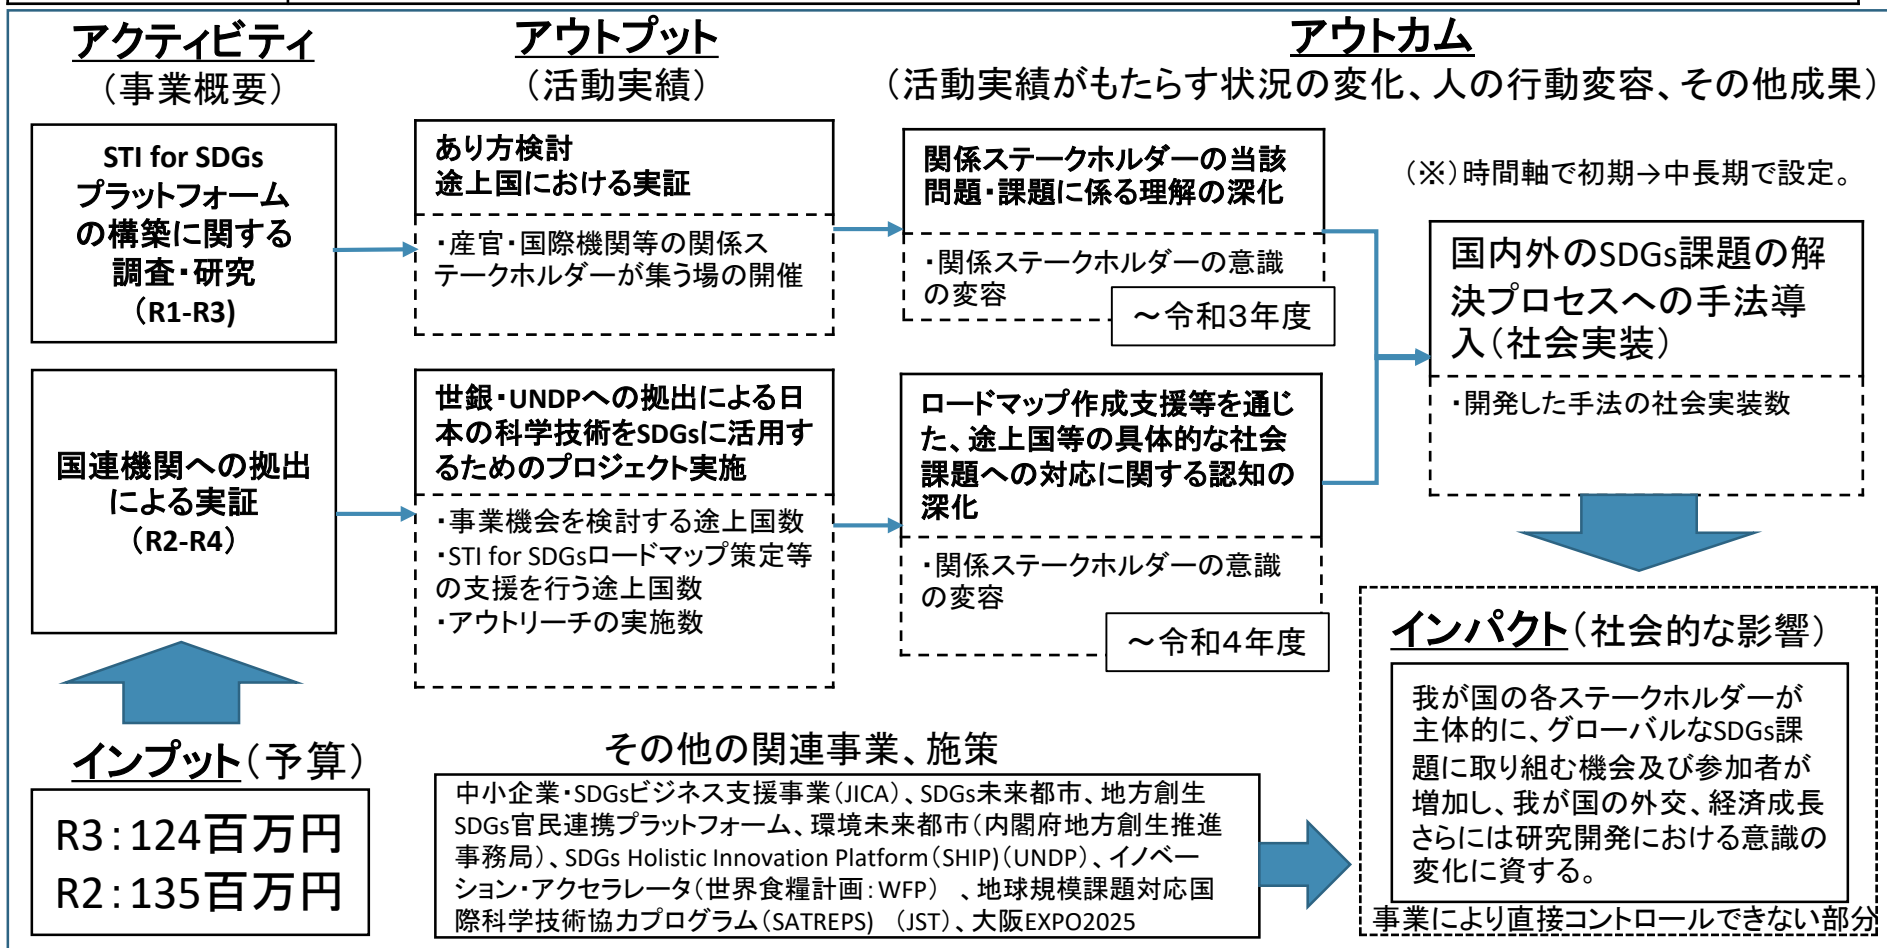 アクティビティ
（事業概要）
アウトプット
（活動実績）
アウトカム
（活動実績がもたらす状況の変化、人の行動変容、その他成果）
STI for SDGs
プラットフォーム
の構築に関する
調査・研究
（R1-R3)
あり方検討
途上国における実証
・産官・国際機関等の関係ス
テークホルダーが集う場の開催
関係ステークホルダーの当該
問題・課題に係る理解の深化
・関係ステークホルダーの意識
の変容
～令和３年度
（※）時間軸で初期→中長期で設定。
国内外のSDGs課題の解
決プロセスへの手法導
入（社会実装）
・開発した手法の社会実装数
国連機関への拠出
による実証
（R2-R4）
世銀・UNDPへの拠出による日
本の科学技術をSDGsに活用す
るためのプロジェクト実施
・事業機会を検討する途上国数
・STI for SDGsロードマップ策定等
の支援を行う途上国数
・アウトリーチの実施数
ロードマップ作成支援等を通じ
た、途上国等の具体的な社会
課題への対応に関する認知の
深化
・関係ステークホルダーの意識
の変容
～令和４年度
インプット（予算）
R3：124百万円
R2：135百万円
その他の関連事業、施策
中小企業・SDGsビジネス支援事業（JICA）、SDGs未来都市、地方創生
SDGs官民連携プラットフォーム、環境未来都市（内閣府地方創生推進
事務局）、SDGs Holistic Innovation Platform（SHIP）（UNDP）、イノベー
ション・アクセラレータ（世界食糧計画：WFP） 、地球規模課題対応国
際科学技術協力プログラム（SATREPS) （JST）、大阪EXPO2025
インパクト（社会的な影響）
我が国の各ステークホルダーが
主体的に、グローバルなSDGs課
題に取り組む機会及び参加者が
増加し、我が国の外交、経済成長
さらには研究開発における意識の
変化に資する。
事業により直接コントロールできない部分